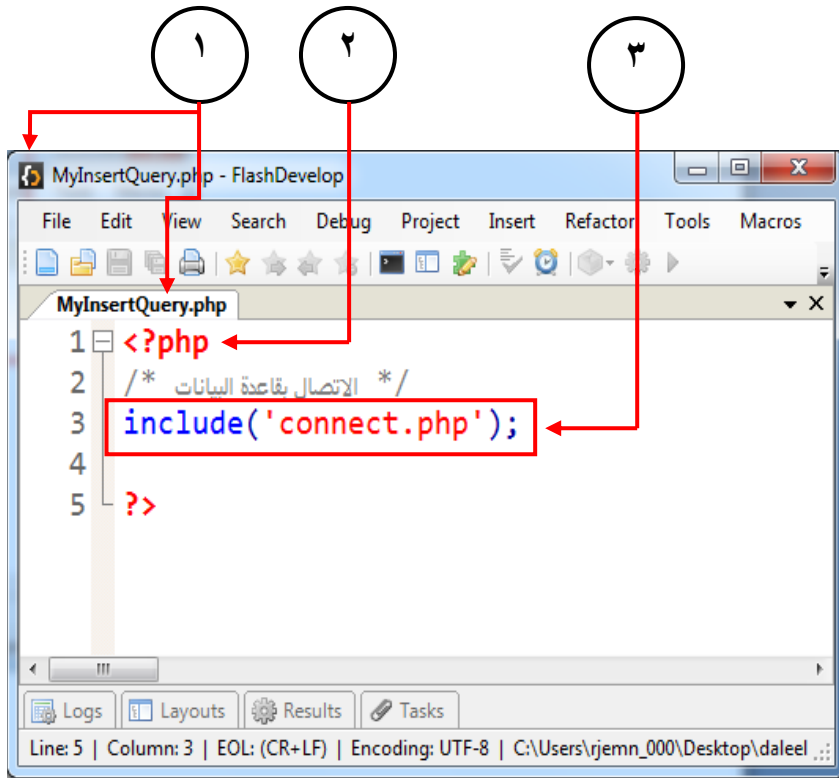 ١ ٢ ٣
MyInsertQuery.php - FlashDevelop
File Edit View Search Debug Project Insert Refactor Tools Macros
MyInsertQuery.php
1 <?php
2 /* الاتصال بقاعدة البيانات */
3 include('connect.php');
4
5 ?>
Logs Layouts Results Tasks
Line: 5 | Column: 3 | EOL: (CR+LF) | Encoding: UTF-8 | C:\Users\rjemn_000\Desktop\daleel